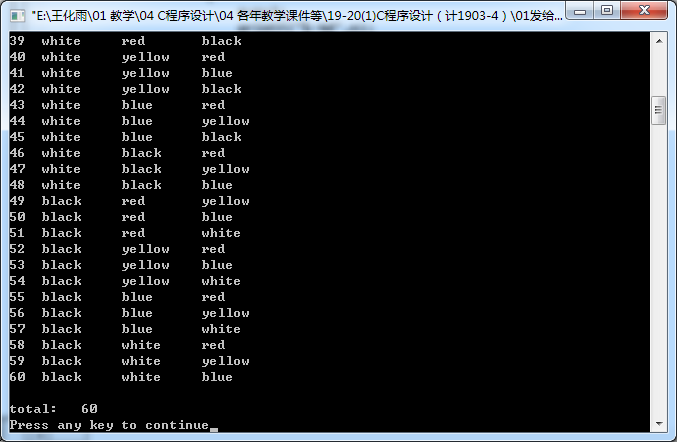 "E:\王化雨\01 教学\04 C程序设计\04 各年教学课件等\19-20(1)C程序设计（计1903-4）\01发给...
39 white red black
40 white yellow red
41 white yellow blue
42 white yellow black
43 white blue red
44 white blue yellow
45 white blue black
46 white black red
47 white black yellow
48 white black blue
49 black red yellow
50 black red blue
51 black red white
52 black yellow red
53 black yellow blue
54 black yellow white
55 black blue red
56 black blue yellow
57 black blue white
58 black white red
59 black white yellow
60 black white blue
total: 60
Press any key to continue